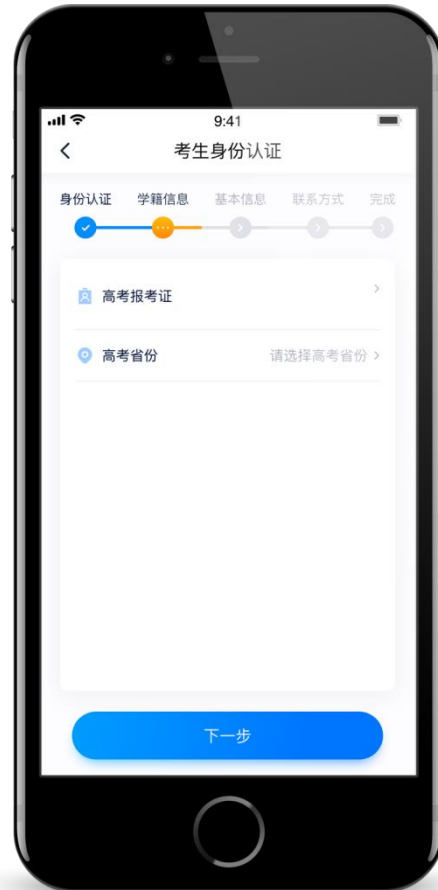 9:41
考生身份认证
身份认证 学籍信息 基本信息 联系方式 完成
高考报考证
高考省份 请选择高考省份
下一步